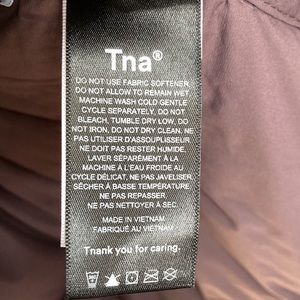 Tna®
DO NOT USE FABRIC SOFTENER.
DO NOT ALLOW TO REMAIN WET.
MACHINE WASH COLD GENTLE
CYCLE SEPARATELY, DO NOT
BLEACH, TUMBLE DRY LOW, DO
NOT IRON, DO NOT DRY CLEAN. NE
PAS UTILISER D'ASSOUPLISSEUR.
NE DOIT PAS RESTER HUMIDE.
LAVER SÉPARÉMENT À LA
MACHINE À L'EAU FROIDE AU
CYCLE DÉLICAT, NE PAS JAVELISER,
SÉCHER À BASSE TEMPÉRATURE,
NE PAS REPASSER,
NE PAS NETTOYER À SEC.
MADE IN VIETNAM
FABRIQUÉ AU VIETNAM
Tnank you for caring.